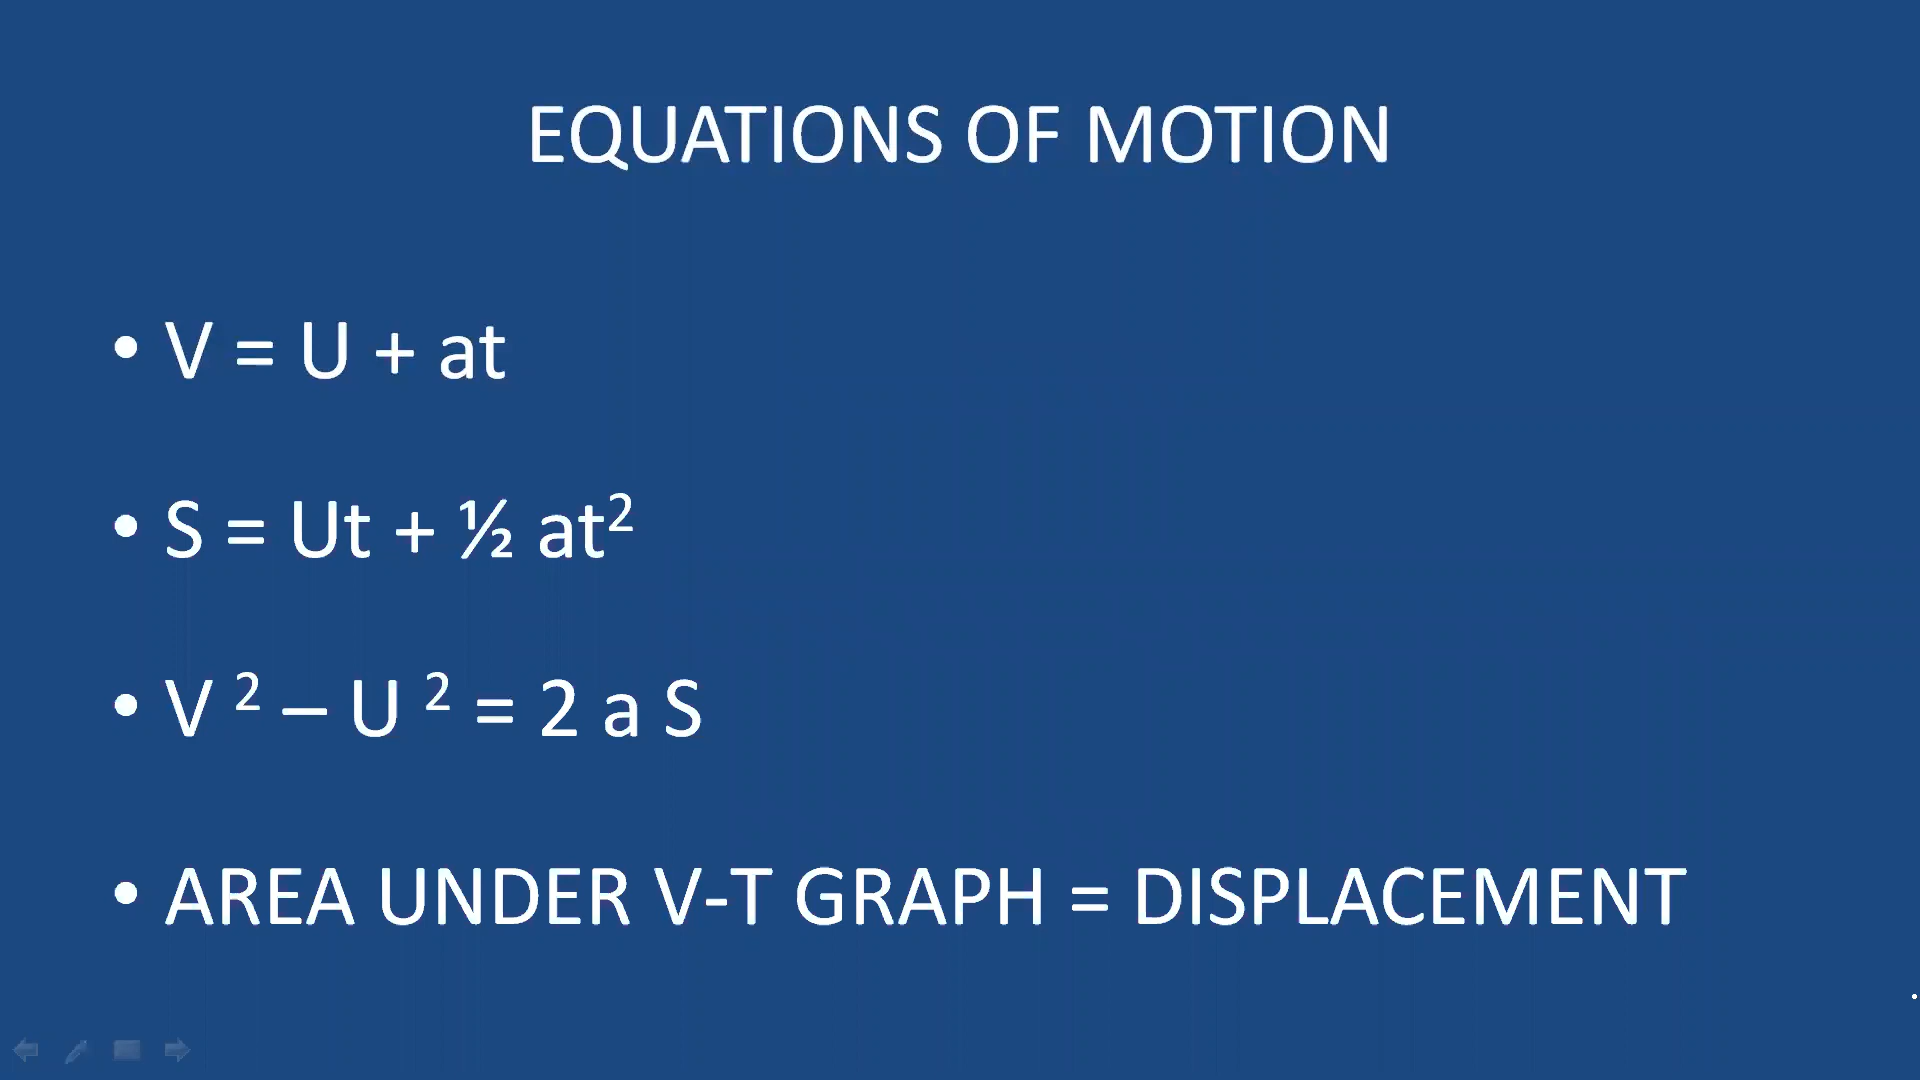 EQUATIONS OF MOTION
• V = U + at
• S = Ut + ½ at²
• V ² – U ² = 2 a S
• AREA UNDER V-T GRAPH = DISPLACEMENT